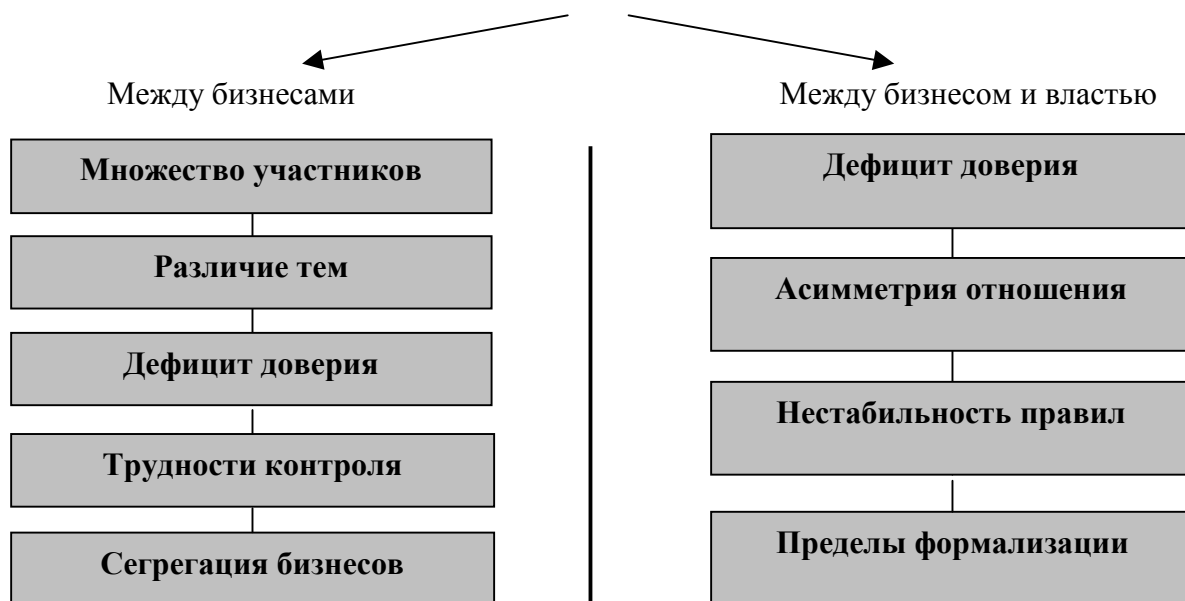 Между бизнесами
Множество участников
Различие тем
Дефицит доверия
Трудности контроля
Сегрегация бизнесов
Между бизнесом и властью
Дефицит доверия
Асимметрия отношения
Нестабильность правил
Пределы формализации